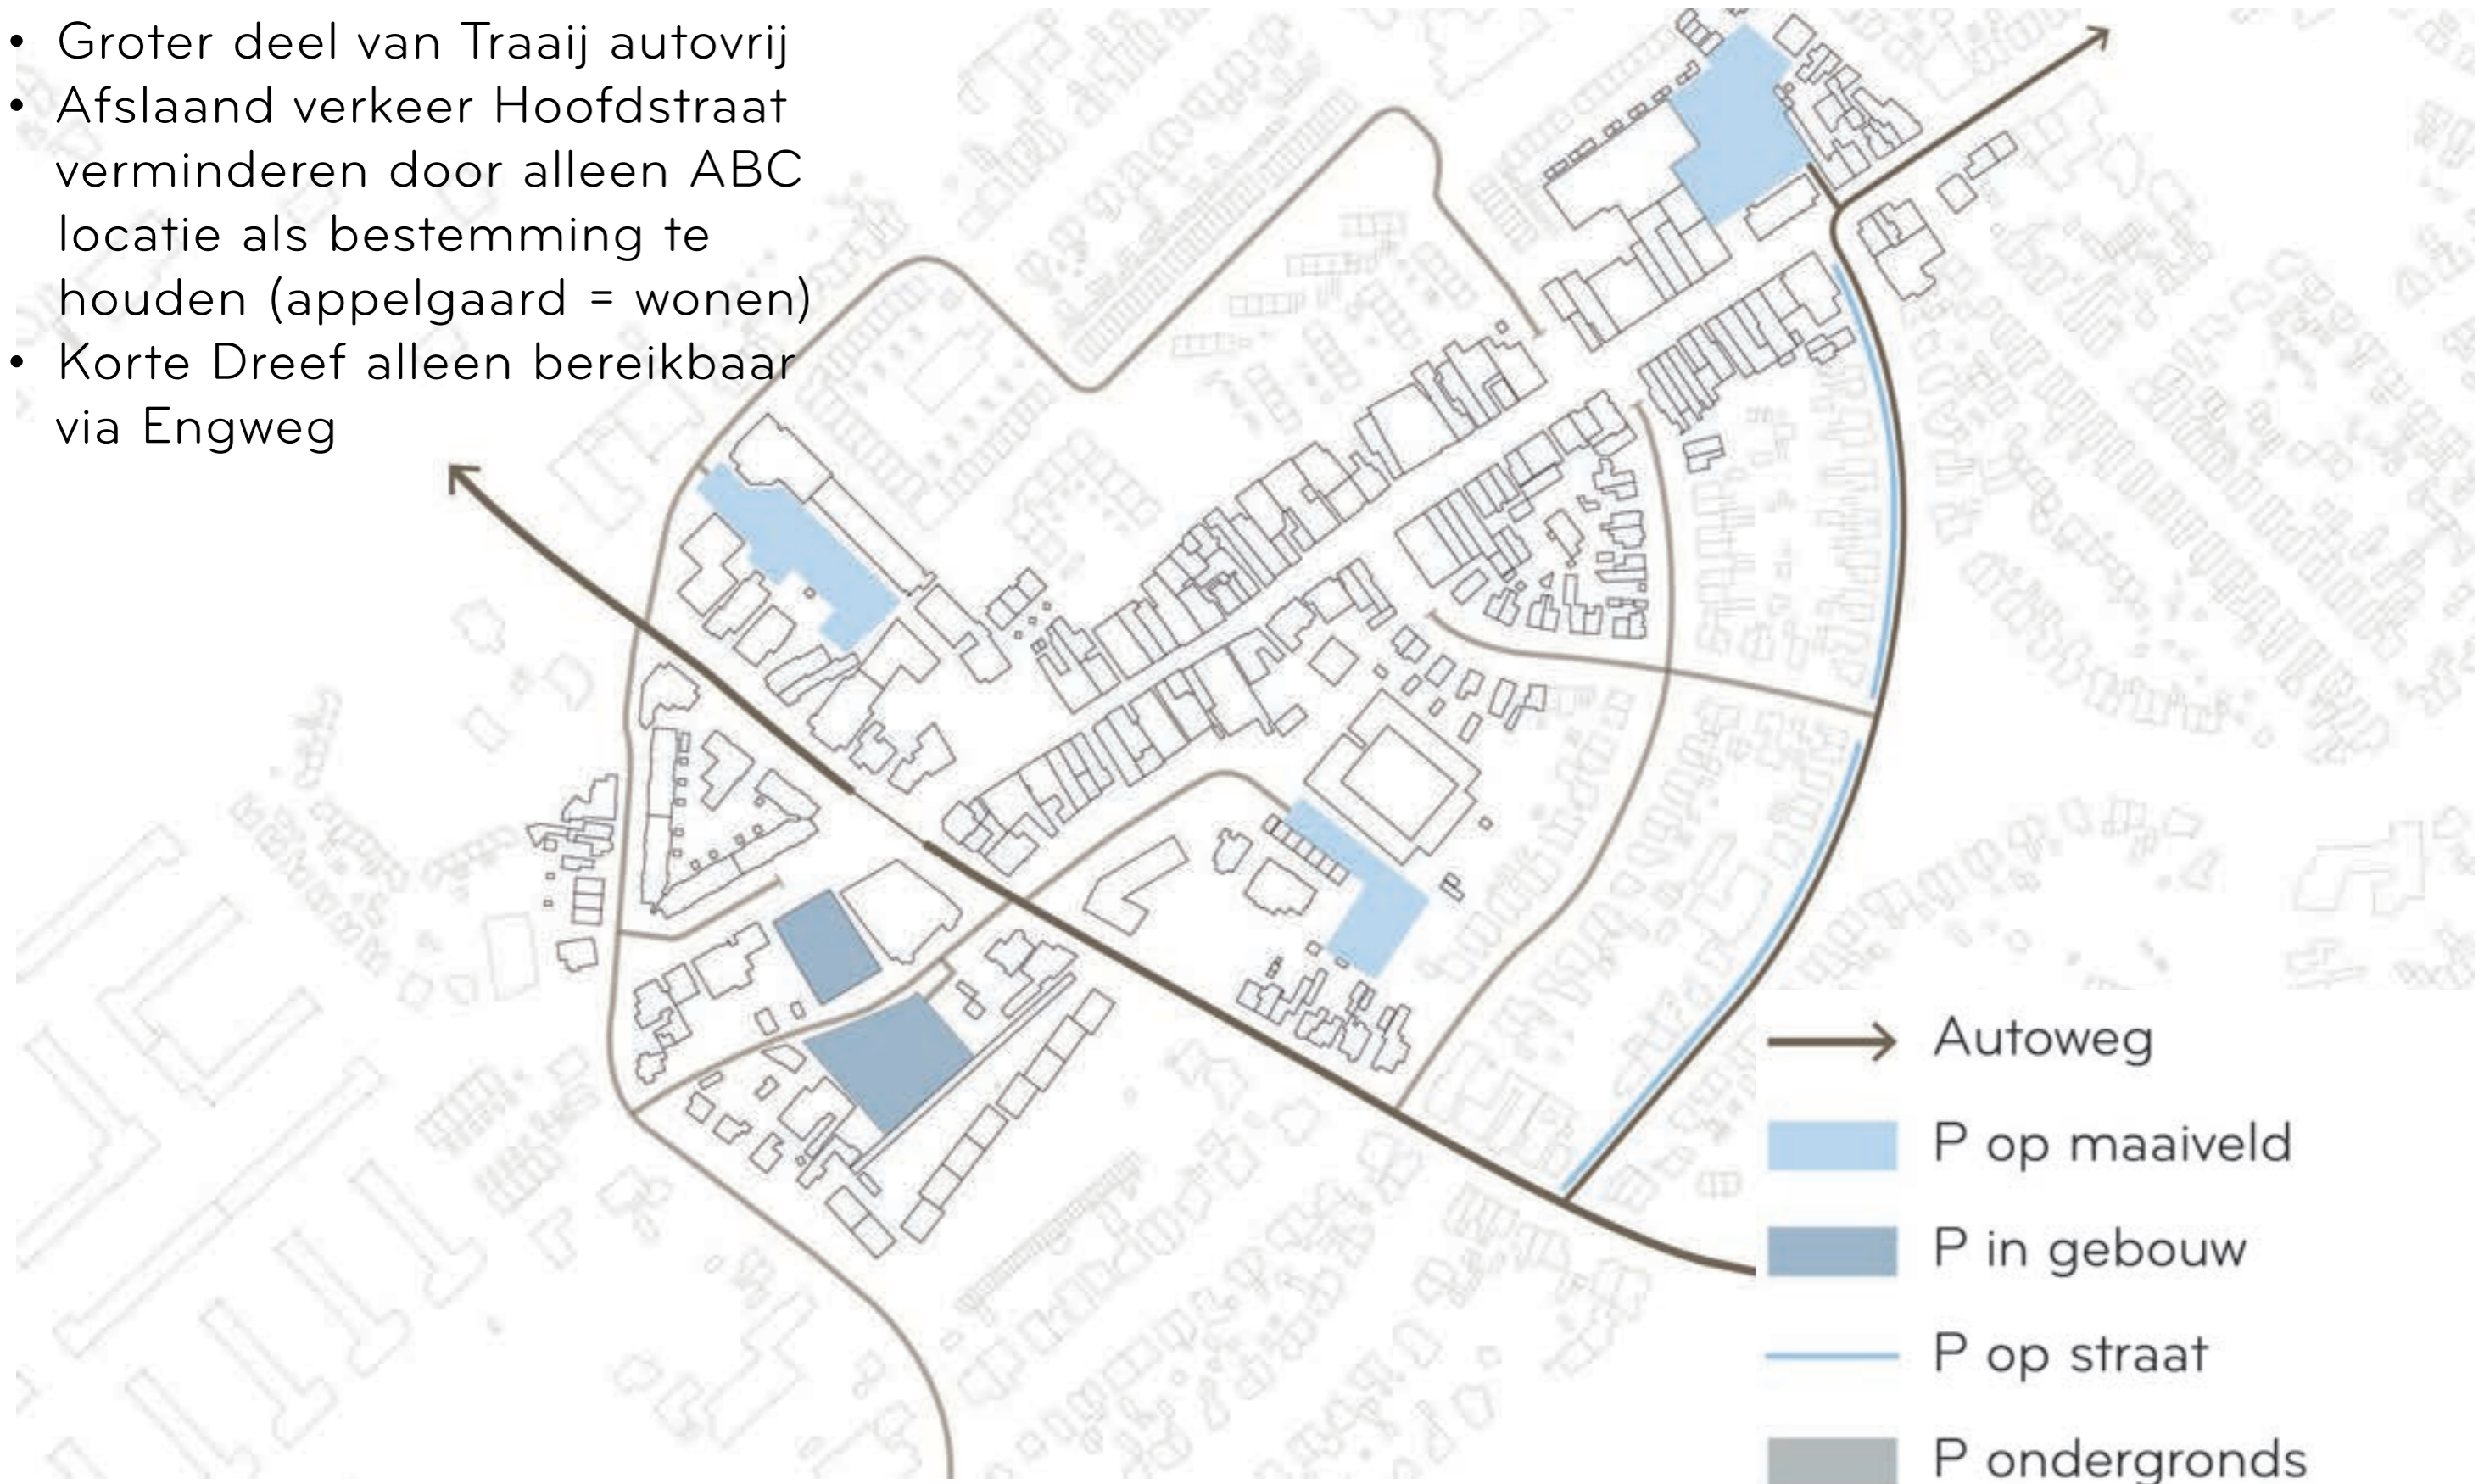 • Groter deel van Traaij autovrij
• Afslaand verkeer Hoofdstraat
verminderen door alleen ABC
locatie als bestemming te
houden (appelgaard = wonen)
• Korte Dreef alleen bereikbaar
via Engweg
Autoweg
P op maaiveld
P in gebouw
P op straat
P ondergronds